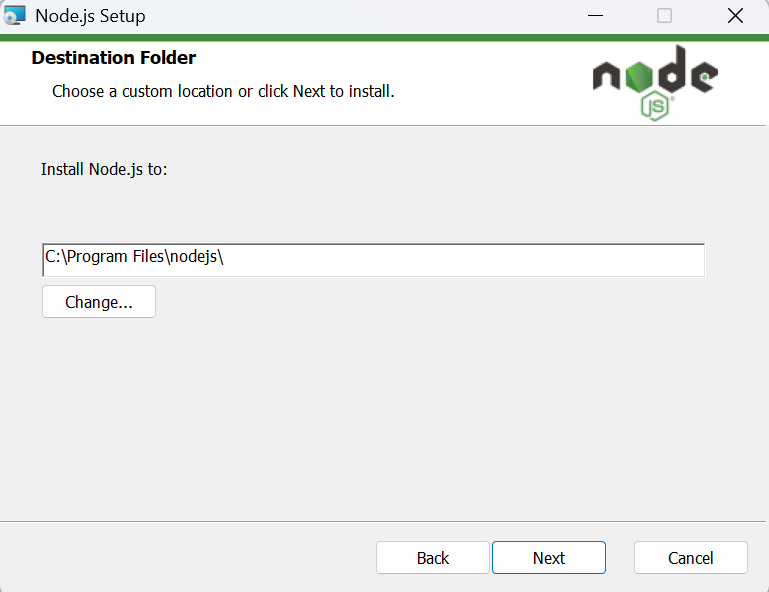 Node.js Setup
Destination Folder
Choose a custom location or click Next to install.
node
JS
Install Node.js to:
C:\Program Files\nodejs\
Change...
Back Next Cancel